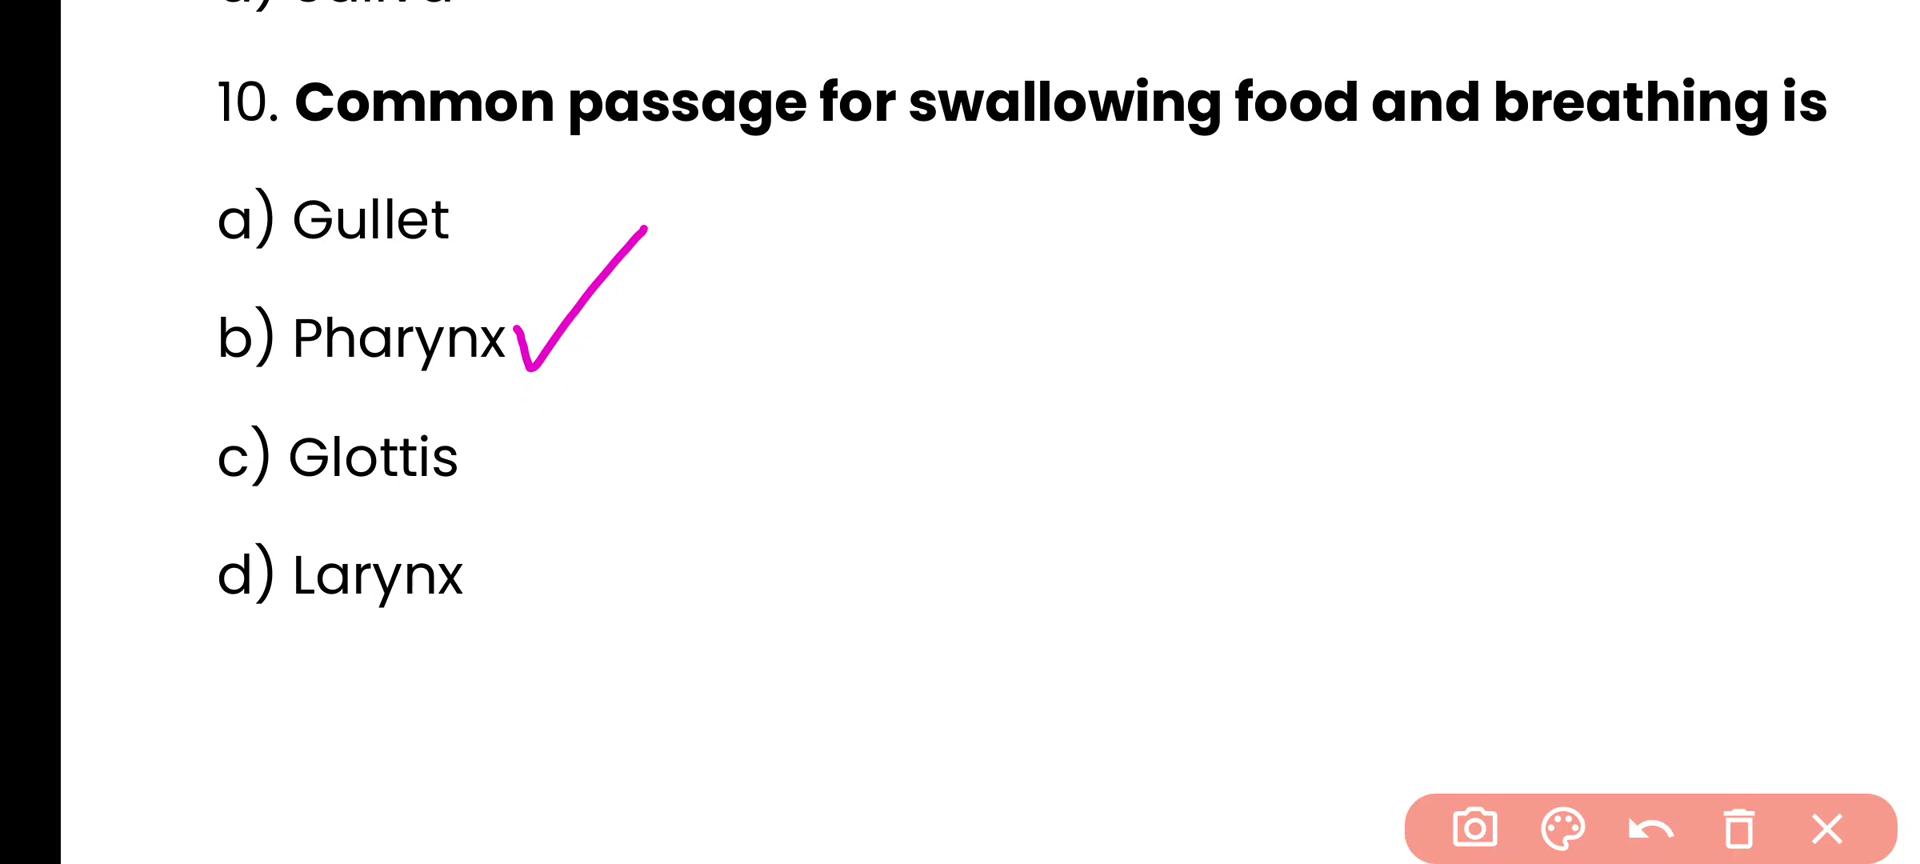 10. Common passage for swallowing food and breathing is
a) Gullet
b) Pharynx
c) Glottis
d) Larynx